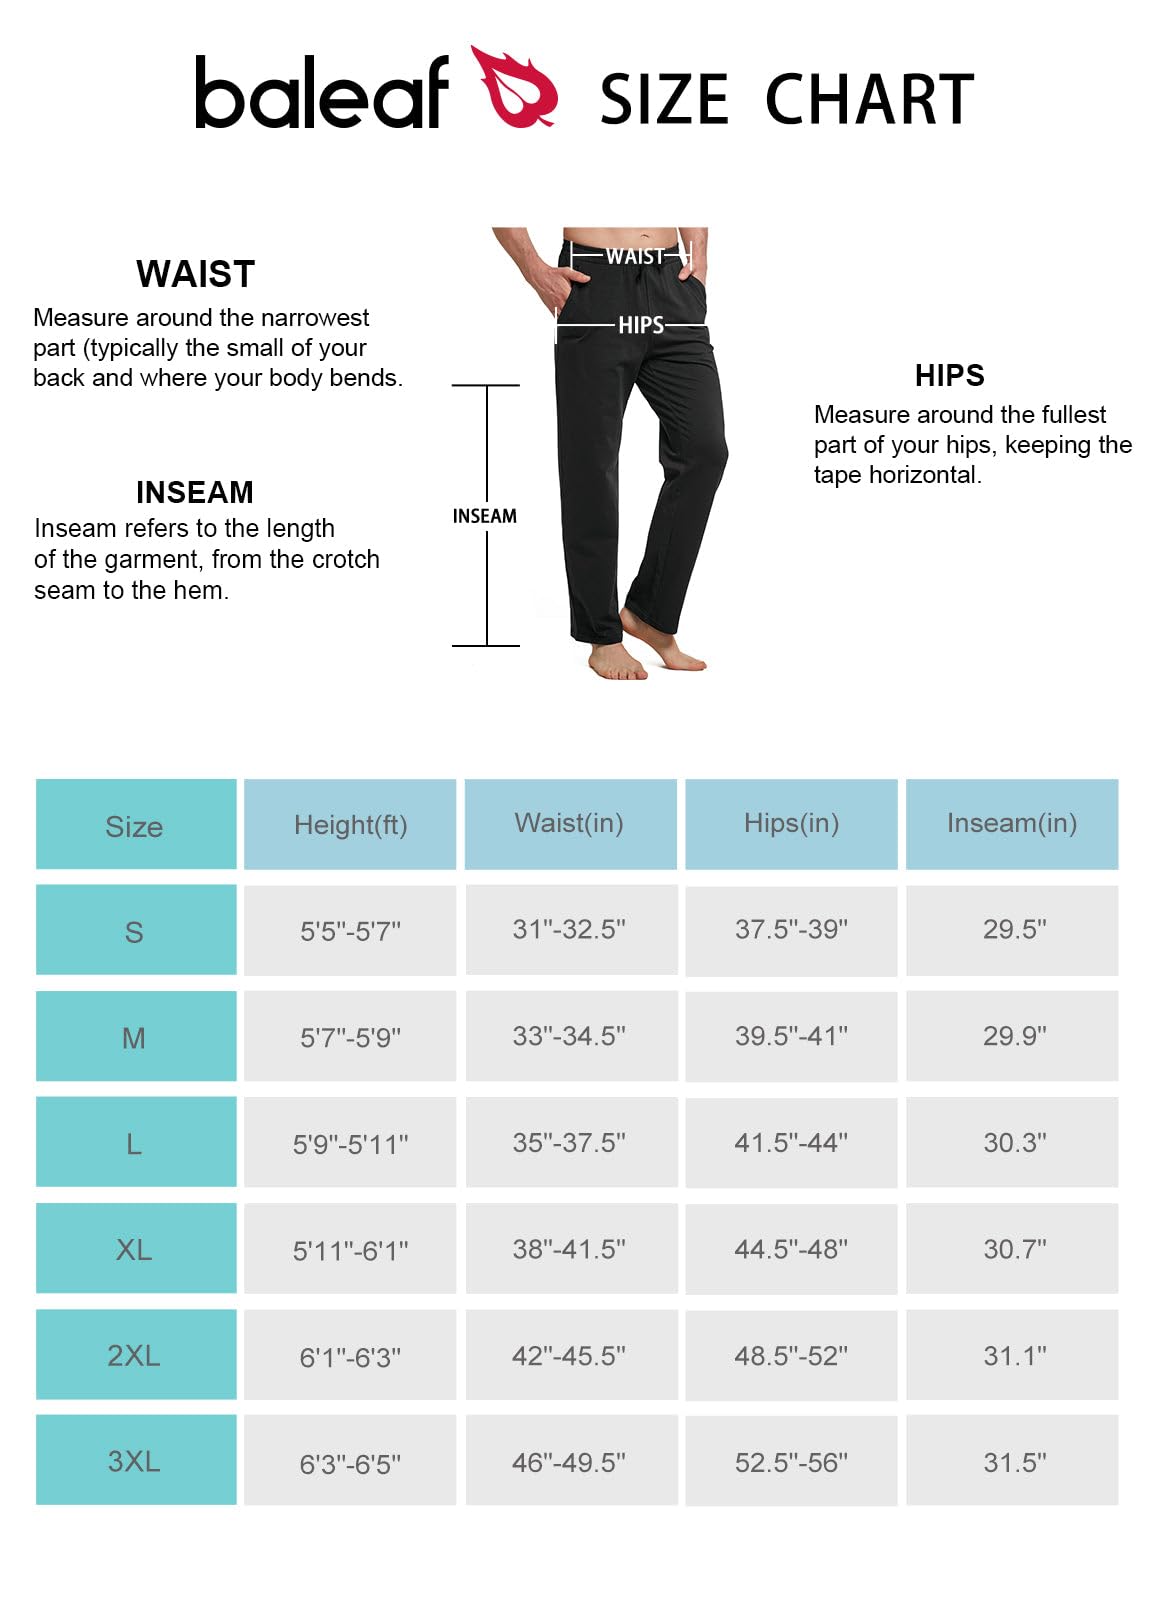 baleaf SIZE CHART
WAIST
Measure around the narrowest
part (typically the small of your
back and where your body bends.
INSEAM
Inseam refers to the length
of the garment, from the crotch
seam to the hem.
WAIST
HIPS
INSEAM
HIPS
Measure around the fullest
part of your hips, keeping the
tape horizontal.
Size Height(ft) Waist(in) Hips(in) Inseam(in)
S 5'5"-5'7" 31"-32.5" 37.5"-39" 29.5"
M 5'7"-5'9" 33"-34.5" 39.5"-41" 29.9"
L 5'9"-5'11" 35"-37.5" 41.5"-44" 30.3"
XL 5'11"-6'1" 38"-41.5" 44.5"-48" 30.7"
2XL 6'1"-6'3" 42"-45.5" 48.5"-52" 31.1"
3XL 6'3"-6'5" 46"-49.5" 52.5"-56" 31.5"